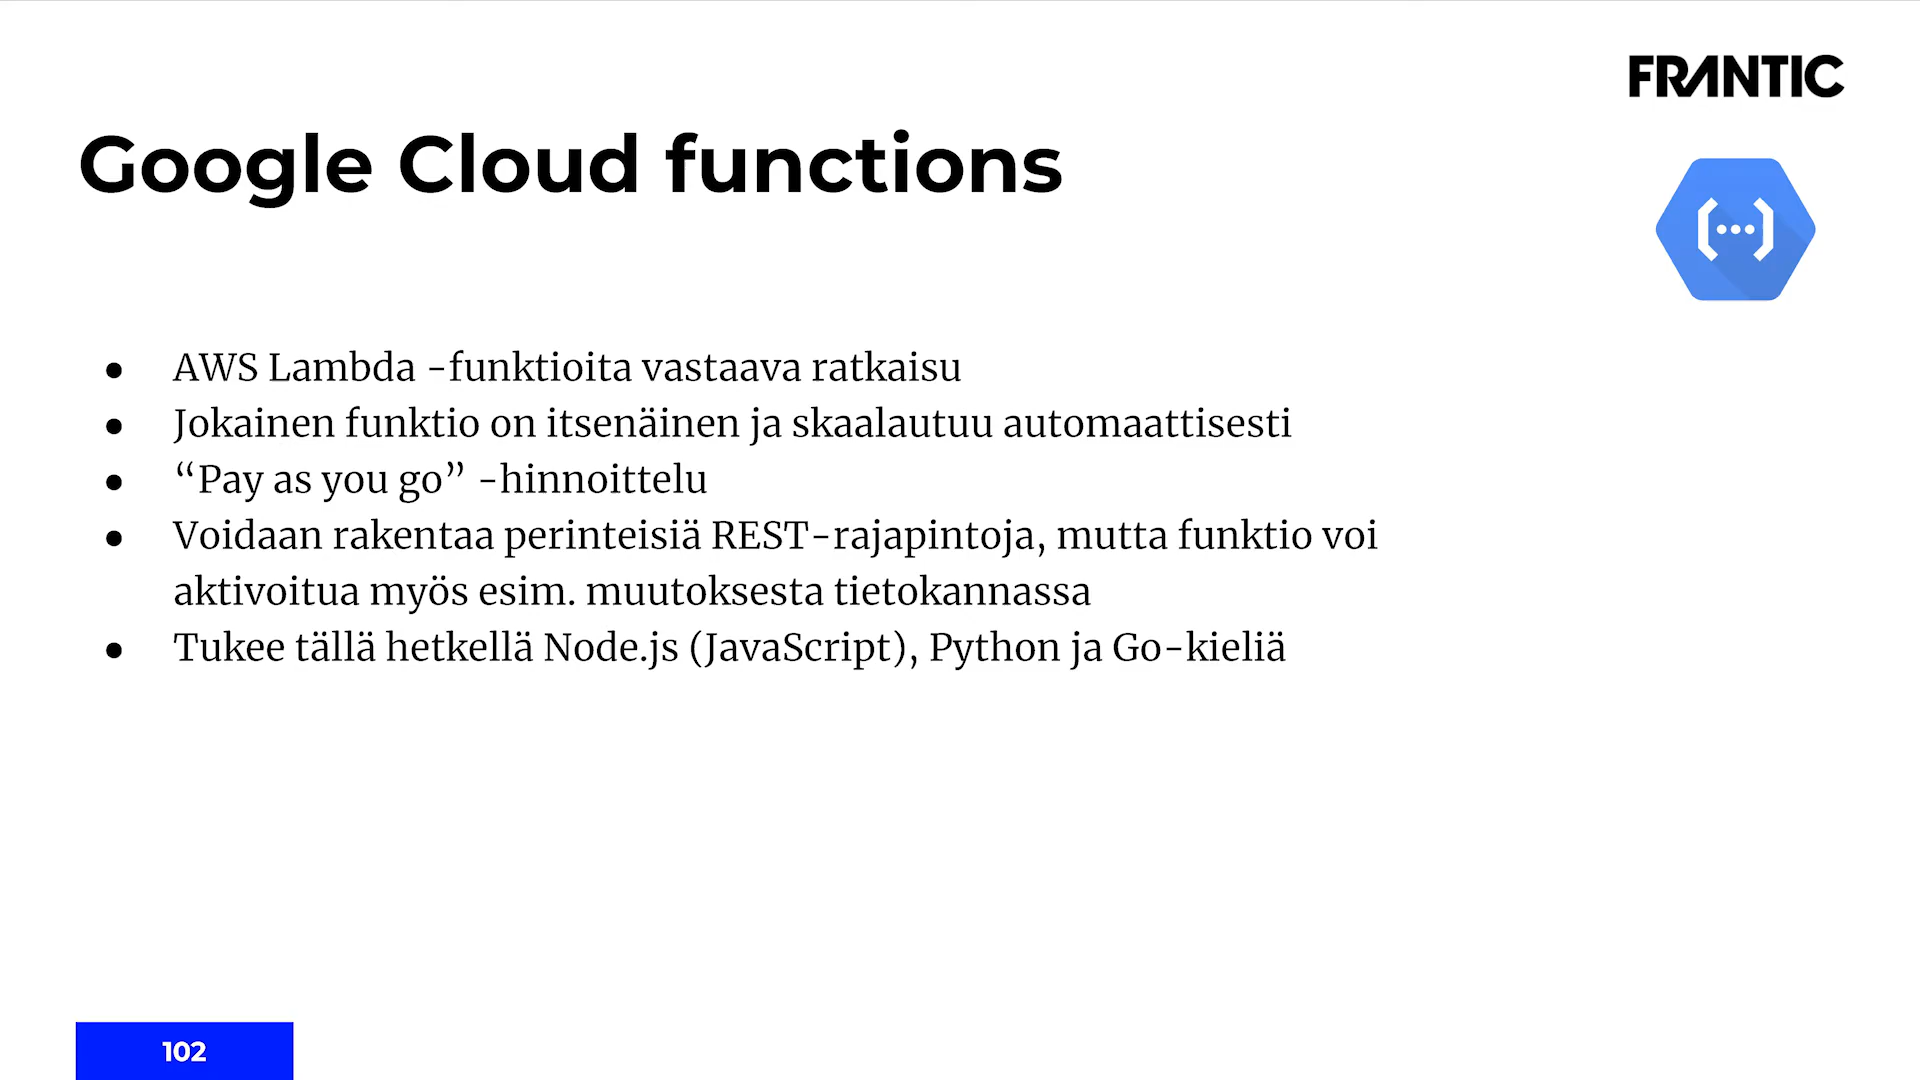 FRANTIC
Google Cloud functions
● AWS Lambda -funktioita vastaava ratkaisu
● Jokainen funktio on itsenäinen ja skaalautuu automaattisesti
● “Pay as you go” -hinnoittelu
● Voidaan rakentaa perinteisiä REST-rajapintoja, mutta funktio voi
aktivoitua myös esim. muutoksesta tietokannassa
● Tukee tällä hetkellä Node.js (JavaScript), Python ja Go-kieliä
102